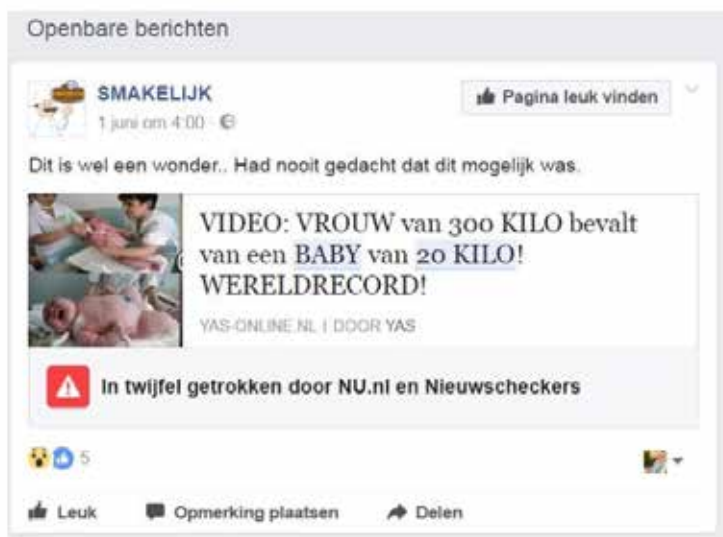 Openbare berichten
SMAKELIJK
Pagina leuk vinden
1 juni om 4:00
Dit is wel een wonder.. Had nooit gedacht dat dit mogelijk was.
VIDEO: VROUW van 300 KILO bevalt
van een BABY van 20 KILO!
WERELDRECORD!
YAS-ONLINE.NL | DOOR YAS
In twijfel getrokken door NU.nl en Nieuwscheckers
5
Leuk Opmerking plaatsen Delen